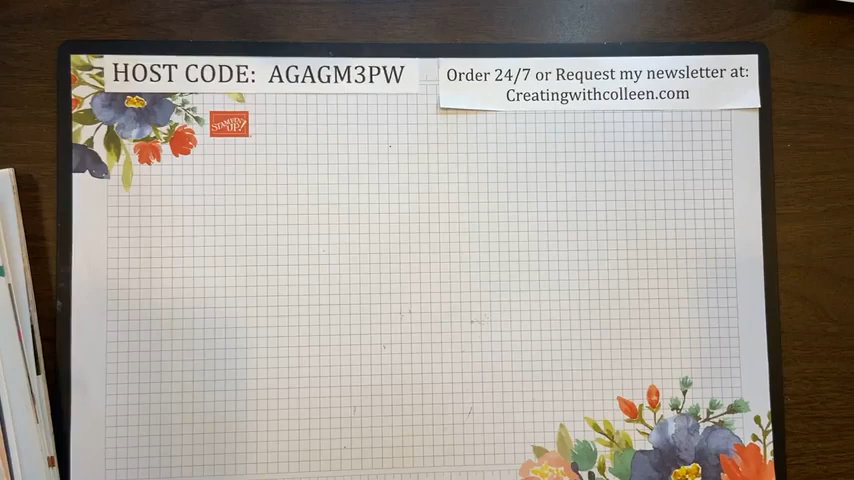 HOST CODE: AGAGM3PW
Order 24/7 or Request my newsletter at:
Creatingwithcolleen.com
STAMPIN' UP!